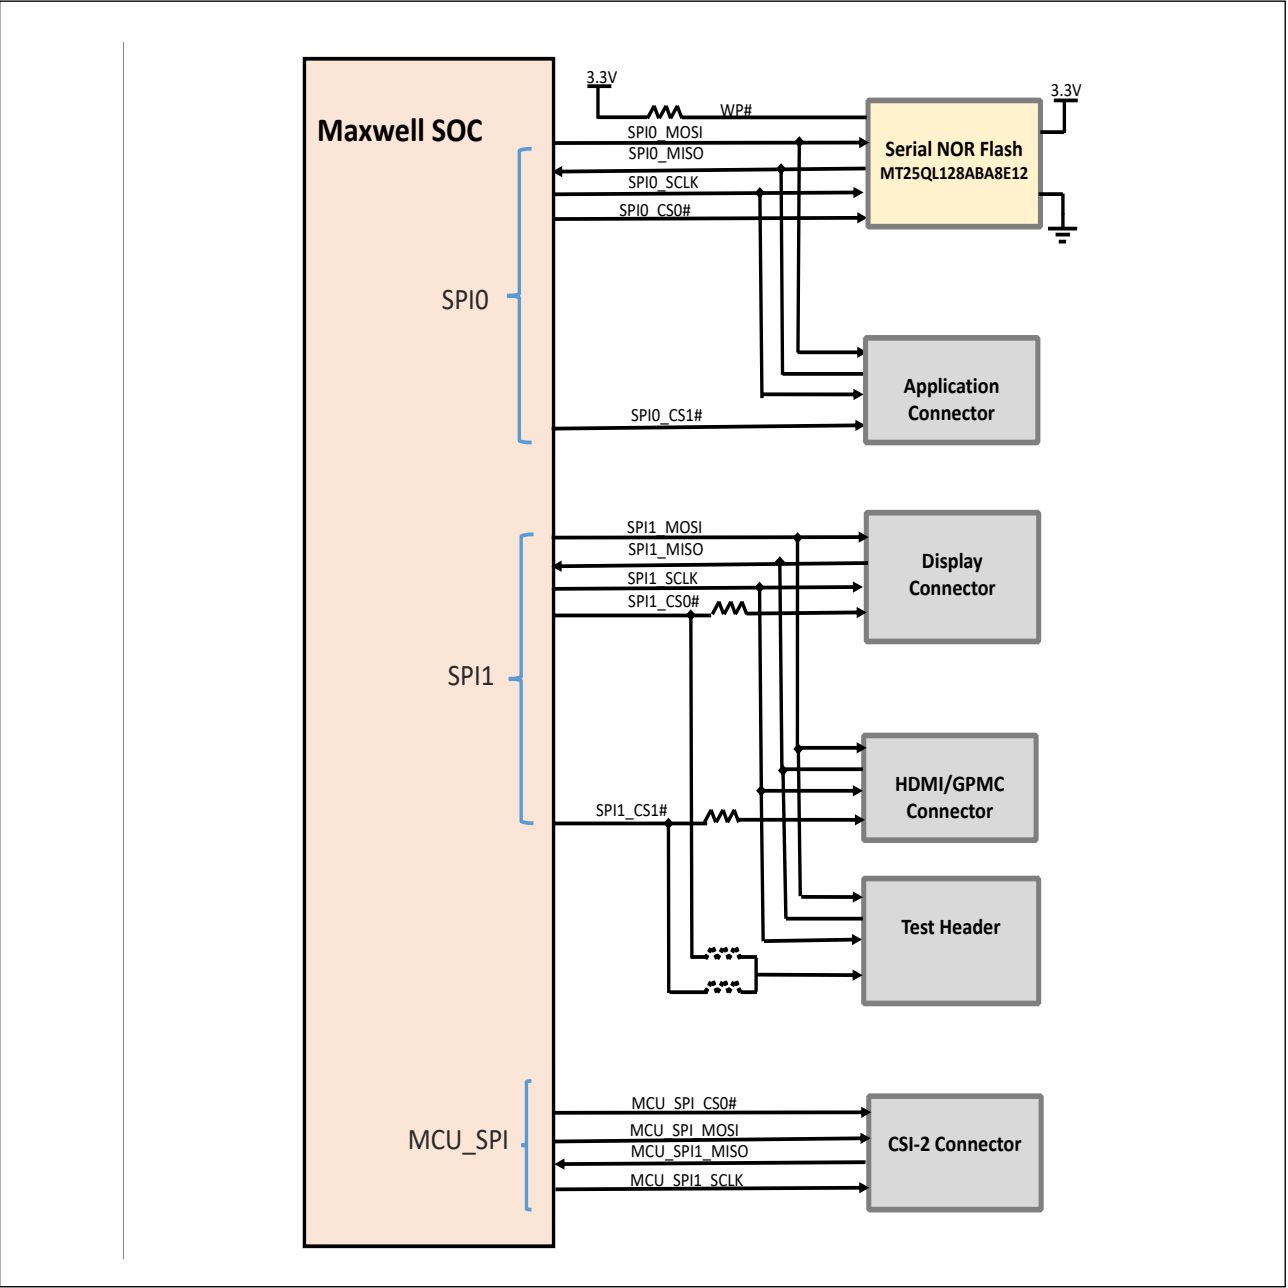 3.3V
3.3V
WP#
Maxwell SOC
SPI0_MOSI
SPI0_MISO
SPI0_SCLK
SPI0_CS0#
Serial NOR Flash
MT25QL128ABA8E12
SPI0
Application
Connector
SPI0_CS1#
SPI1_MOSI
SPI1_MISO
SPI1_SCLK
SPI1_CS0#
Display
Connector
SPI1
HDMI/GPMC
Connector
SPI1_CS1#
Test Header
MCU_SPI
MCU_SPI_CS0#
MCU_SPI_MOSI
MCU_SPI1_MISO
MCU_SPI1_SCLK
CSI-2 Connector